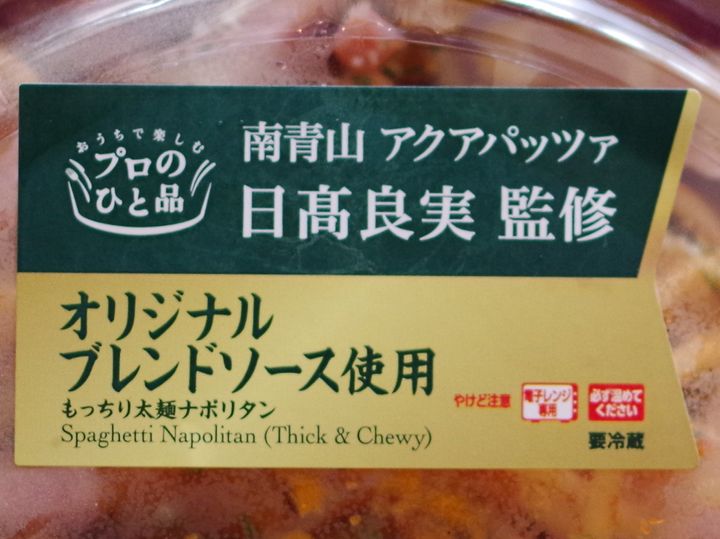 おうちで楽しむ
プロの
ひと品
南青山 アクアパッツァ
日髙良実 監修
オリジナル
ブレンドソース使用
もっちり太麺ナポリタン
Spaghetti Napolitan (Thick & Chewy)
やけど注意
電子レンジ
専用
必ず温めて
ください
要冷蔵